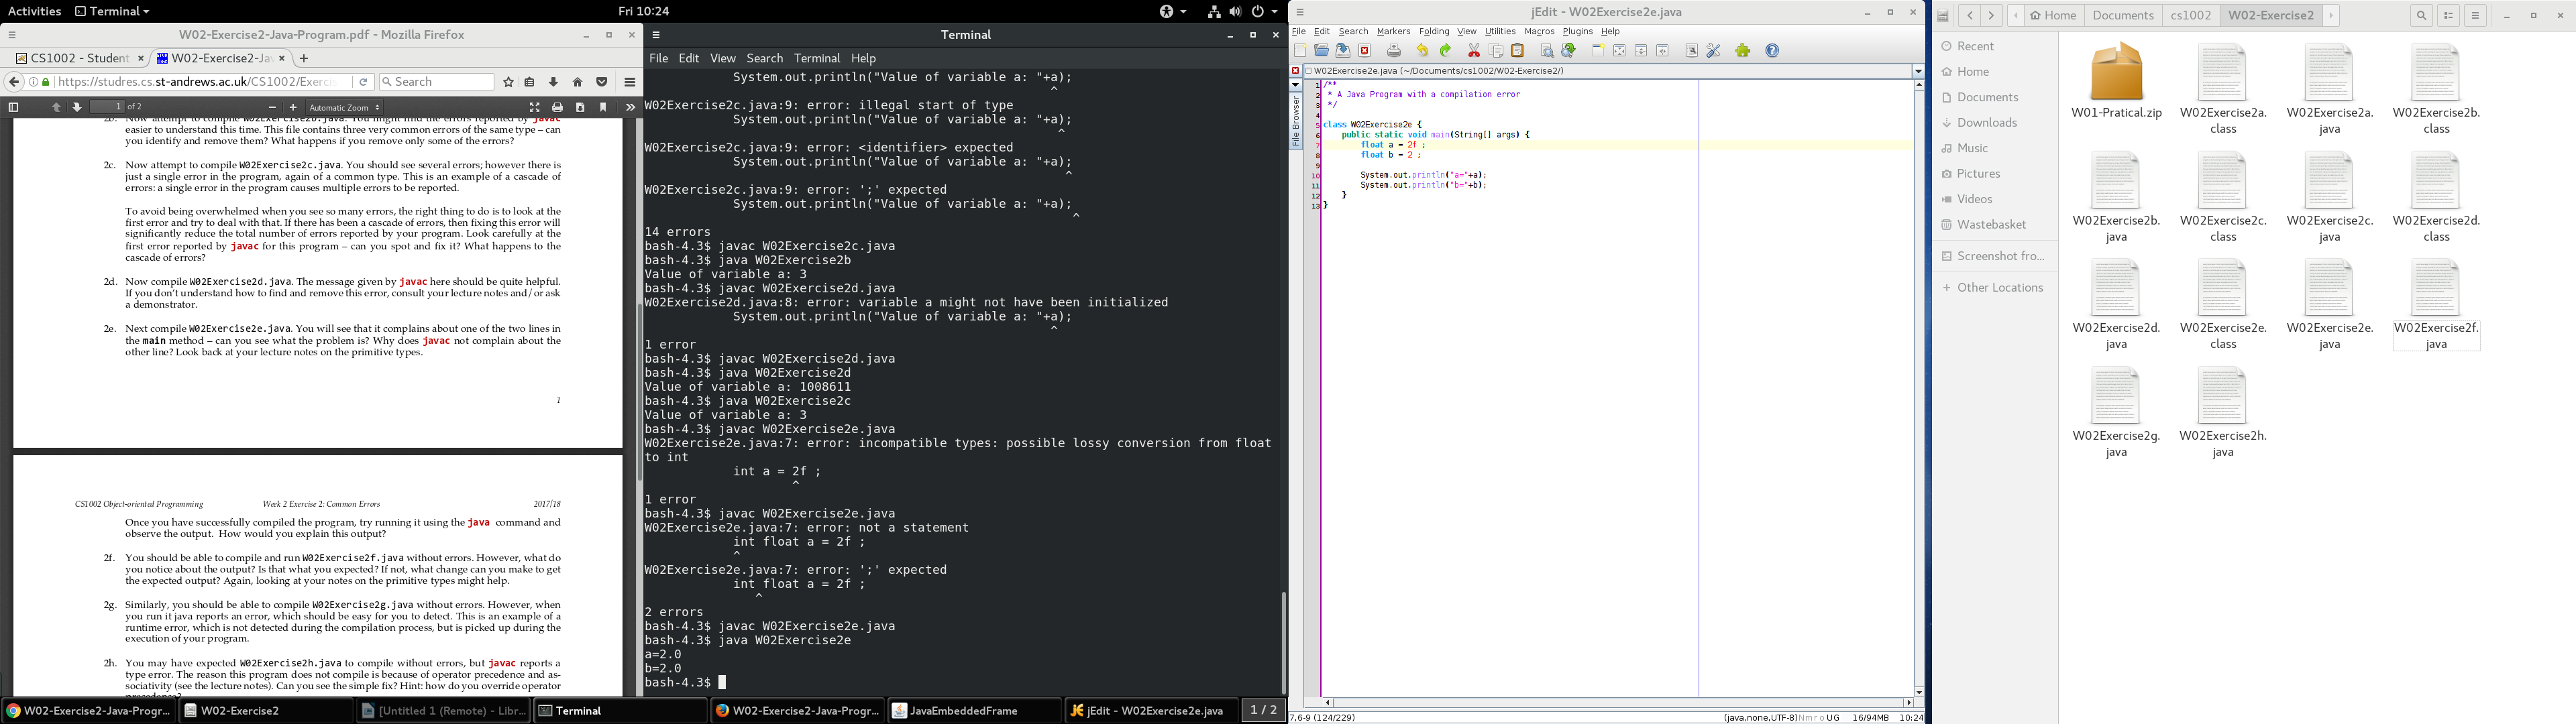 Activities
Terminal
Fri 10:24
W02-Exercise2-Java-Program.pdf - Mozilla Firefox
CS1002 - Student
W02-Exercise2-Jav
https://studres.cs.st-andrews.ac.uk/CS1002/Exercis
Search
1 of 2
Automatic Zoom
easier to understand this time. This file contains three very common errors of the same type – can
you identify and remove them? What happens if you remove only some of the errors?
2c. Now attempt to compile W02Exercise2c.java. You should see several errors; however there is
just a single error in the program, again of a common type. This is an example of a cascade of
errors: a single error in the program causes multiple errors to be reported.
To avoid being overwhelmed when you see so many errors, the right thing to do is to look at the
first error and try to deal with that. If there has been a cascade of errors, then fixing this error will
significantly reduce the total number of errors reported by your program. Look carefully at the
first error reported by javac for this program – can you spot and fix it? What happens to the
cascade of errors?
2d. Now compile W02Exercise2d.java. The message given by javac here should be quite helpful.
If you don't understand how to find and remove this error, consult your lecture notes and/or ask
a demonstrator.
2e. Next compile W02Exercise2e.java. You will see that it complains about one of the two lines in
the main method – can you see what the problem is? Why does javac not complain about the
other line? Look back at your lecture notes on the primitive types.
1
CS1002 Object-oriented Programming Week 2 Exercise 2: Common Errors 2017/18
Once you have successfully compiled the program, try running it using the java command and
observe the output. How would you explain this output?
2f. You should be able to compile and run W02Exercise2f.java without errors. However, what do
you notice about the output? Is that what you expected? If not, what change can you make to get
the expected output? Again, looking at your notes on the primitive types might help.
2g. Similarly, you should be able to compile W02Exercise2g.java without errors. However, when
you run it java reports an error, which should be easy for you to detect. This is an example of a
runtime error, which is not detected during the compilation process, but is picked up during the
execution of your program.
2h. You may have expected W02Exercise2h.java to compile without errors, but javac reports a
type error. The reason this program does not compile is because of operator precedence and as-
sociativity (see the lecture notes). Can you see the simple fix? Hint: how do you override operator
Terminal
File Edit View Search Terminal Help
System.out.println("Value of variable a: "+a);
^
W02Exercise2c.java:9: error: illegal start of type
System.out.println("Value of variable a: "+a);
^
W02Exercise2c.java:9: error: <identifier> expected
System.out.println("Value of variable a: "+a);
^
W02Exercise2c.java:9: error: ';' expected
System.out.println("Value of variable a: "+a);
^
14 errors
bash-4.3$ javac W02Exercise2c.java
bash-4.3$ java W02Exercise2b
Value of variable a: 3
bash-4.3$ javac W02Exercise2d.java
W02Exercise2d.java:8: error: variable a might not have been initialized
System.out.println("Value of variable a: "+a);
^
1 error
bash-4.3$ javac W02Exercise2d.java
bash-4.3$ java W02Exercise2d
Value of variable a: 1008611
bash-4.3$ java W02Exercise2c
Value of variable a: 3
bash-4.3$ javac W02Exercise2e.java
W02Exercise2e.java:7: error: incompatible types: possible lossy conversion from float
to int
int a = 2f ;
^
1 error
bash-4.3$ javac W02Exercise2e.java
W02Exercise2e.java:7: error: not a statement
int float a = 2f ;
^
W02Exercise2e.java:7: error: ';' expected
int float a = 2f ;
^
2 errors
bash-4.3$ javac W02Exercise2e.java
bash-4.3$ java W02Exercise2e
a=2.0
b=2.0
bash-4.3$
jEdit - W02Exercise2e.java
File Edit Search Markers Folding View Utilities Macros Plugins Help
W02Exercise2e.java (~/Documents/cs1002/W02-Exercise2/)
File Browser
1 /**
2 * A Java Program with a compilation error
3 */
4
5 class W02Exercise2e {
6 public static void main(String[] args) {
7 float a = 2f ;
8 float b = 2 ;
9
10 System.out.println("a="+a);
11 System.out.println("b="+b);
12 }
13 }
7,6-9 (124/229)
(java,none,UTF-8)Nmro UG 16/94MB 10:24
Home Documents cs1002 W02-Exercise2
Recent
Home
Documents
Downloads
Music
Pictures
Videos
Wastebasket
Screenshot fro...
Other Locations
W01-Pratical.zip
W02Exercise2a.class
W02Exercise2a.java
W02Exercise2b.class
W02Exercise2b.java
W02Exercise2c.class
W02Exercise2c.java
W02Exercise2d.class
W02Exercise2d.java
W02Exercise2e.class
W02Exercise2e.java
W02Exercise2f.java
W02Exercise2g.java
W02Exercise2h.java
W02-Exercise2-Java-Progr...
W02-Exercise2
[Untitled 1 (Remote) - Libr...
Terminal
W02-Exercise2-Java-Progr...
JavaEmbeddedFrame
jEdit - W02Exercise2e.java
1 / 2